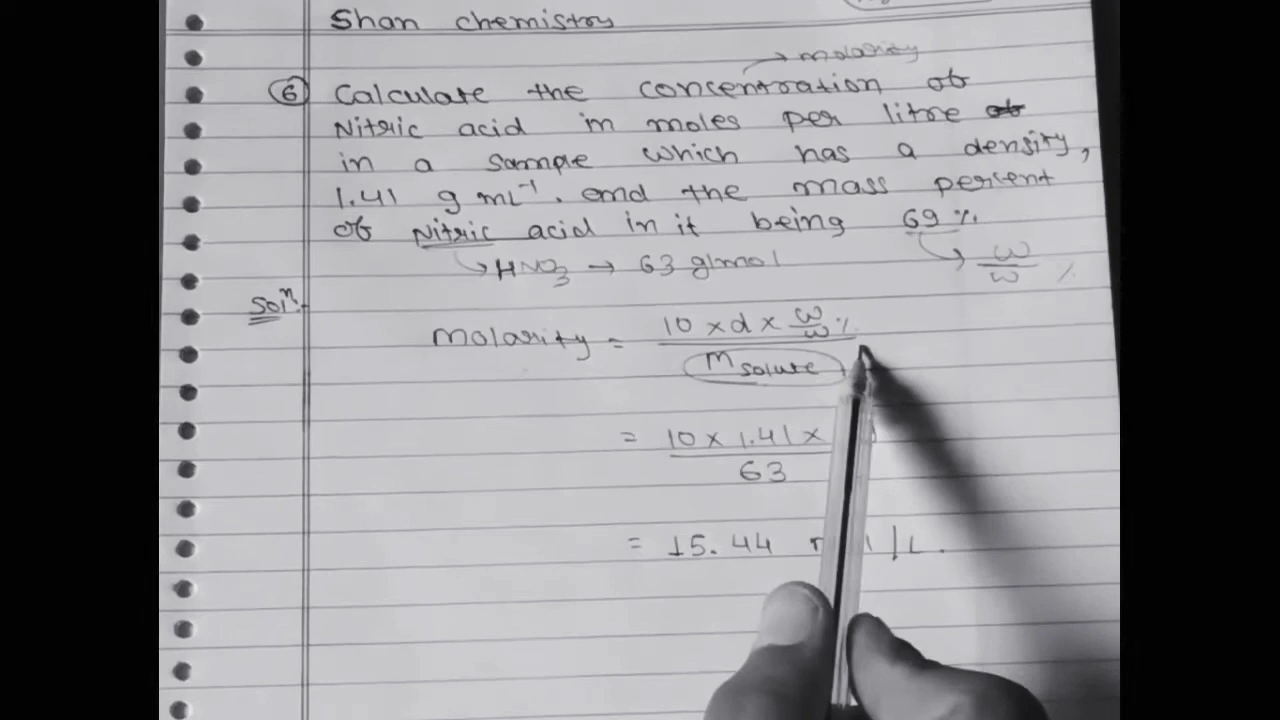 Shan chemistry
→ molarity
6 Calculate the concentration of
Nitric acid in moles per litre of
in a sample which has a density,
1.41 g mL⁻¹. and the mass percent
of Nitric acid in it being 69 %
HNO3 → 63 g/mol → w/w %
Solⁿ:-
molarity = 10 × d × w/w % / M solute
= 10 × 1.41 × / 63
= 15.44 /L.